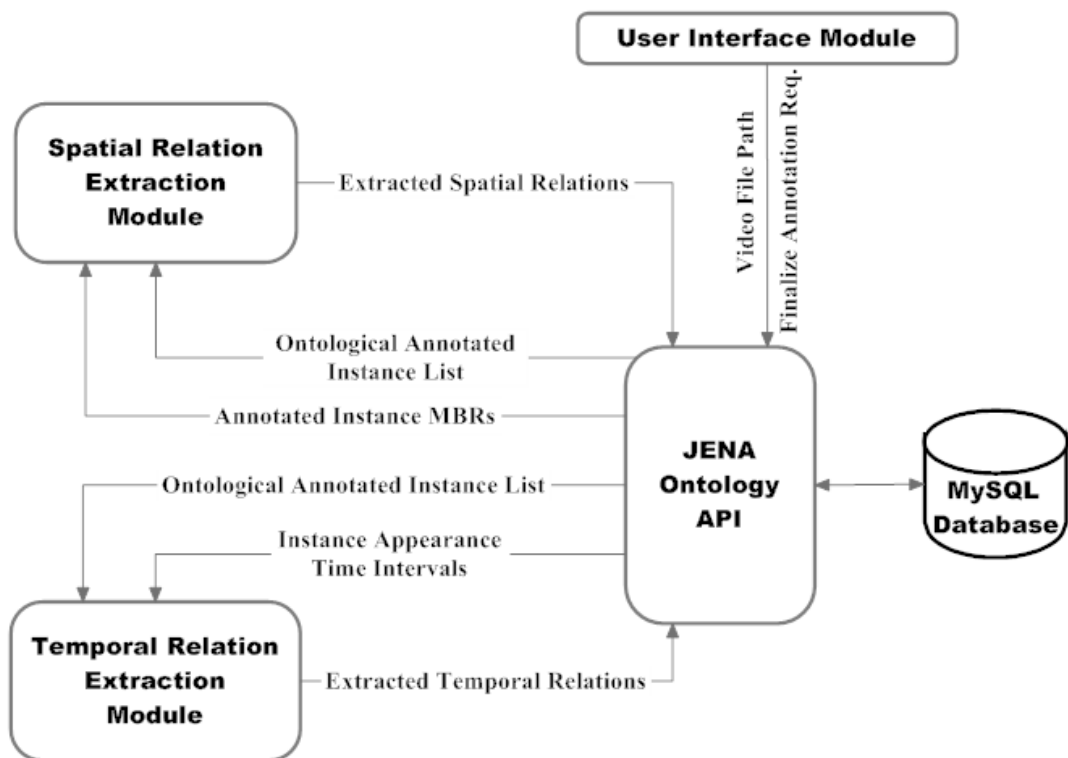 User Interface Module
Video File Path
Finalize Annotation Req.
Spatial Relation
Extraction
Module
Extracted Spatial Relations
Ontological Annotated
Instance List
Annotated Instance MBRs
JENA
Ontology
API
MySQL
Database
Ontological Annotated Instance List
Instance Appearance
Time Intervals
Temporal Relation
Extraction
Module
Extracted Temporal Relations